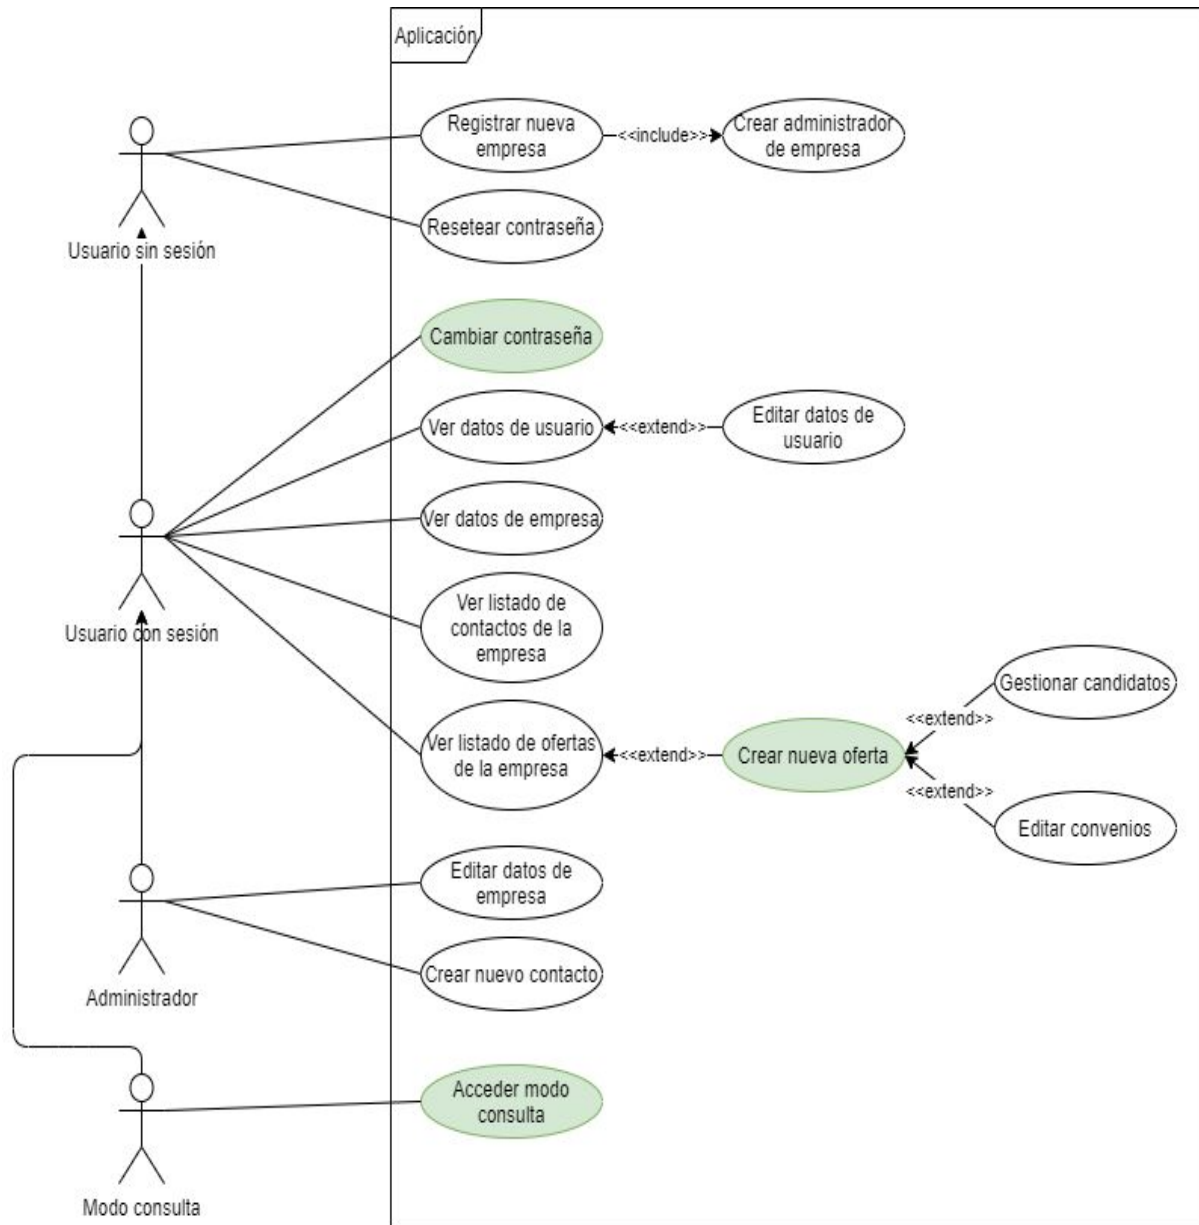 Aplicación
Registrar nueva
empresa
<<include>>
Crear administrador
de empresa
Resetear contraseña
Usuario sin sesión
Cambiar contraseña
Ver datos de usuario
<<extend>>
Editar datos de
usuario
Ver datos de empresa
Ver listado de
contactos de la
empresa
Usuario con sesión
Gestionar candidatos
<<extend>>
Ver listado de ofertas
de la empresa
<<extend>>
Crear nueva oferta
<<extend>>
Editar convenios
Editar datos de
empresa
Crear nuevo contacto
Administrador
Acceder modo
consulta
Modo consulta